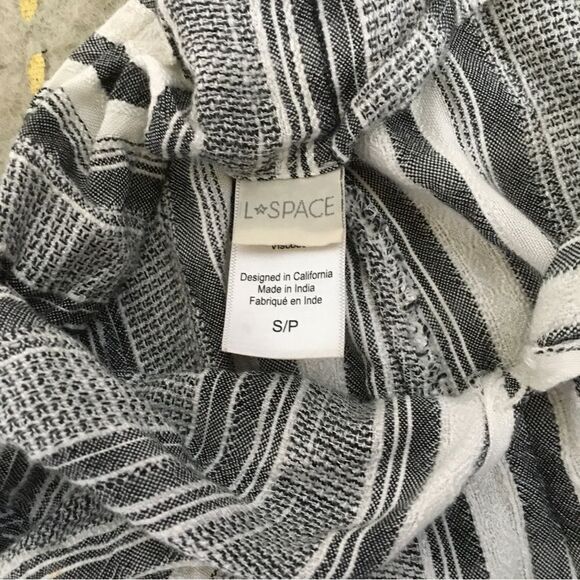 L★SPACE
Designed in California
Made in India
Fabriqué en Inde
S/P